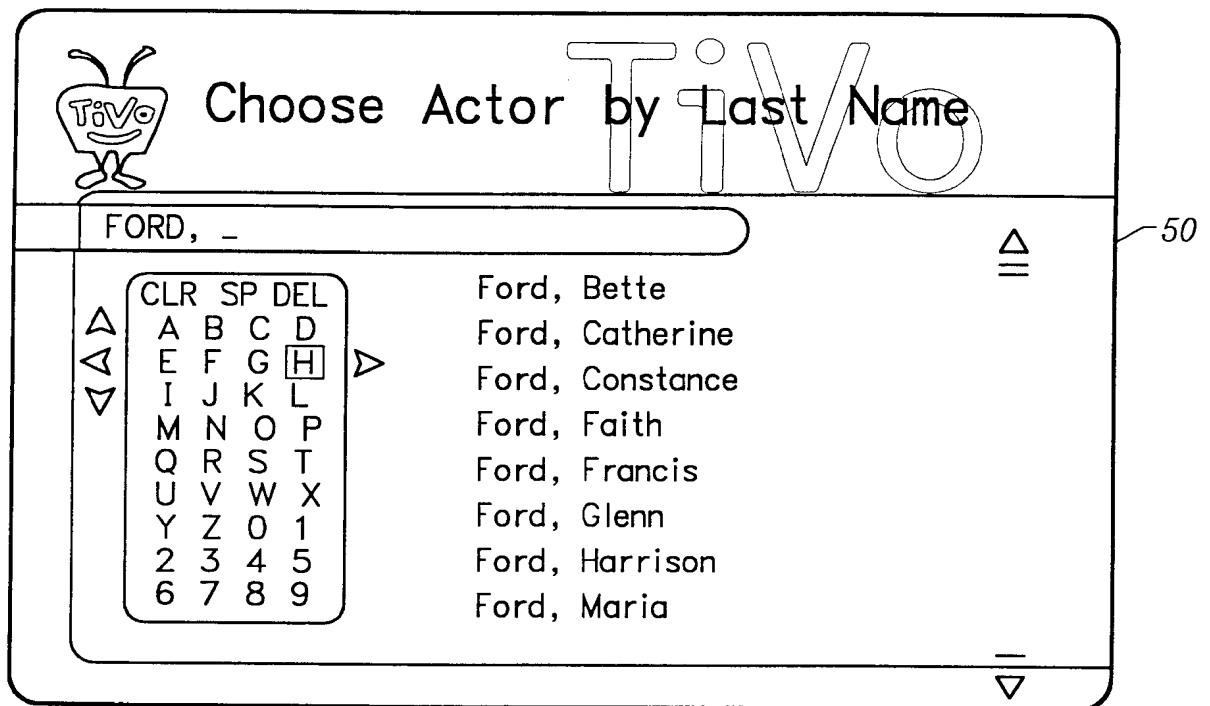 TiVo
TiVo
Choose Actor by Last Name
FORD, _
50
CLR SP DEL
A B C D
E F G H
I J K L
M N O P
Q R S T
U V W X
Y Z 0 1
2 3 4 5
6 7 8 9
Ford, Bette
Ford, Catherine
Ford, Constance
Ford, Faith
Ford, Francis
Ford, Glenn
Ford, Harrison
Ford, Maria